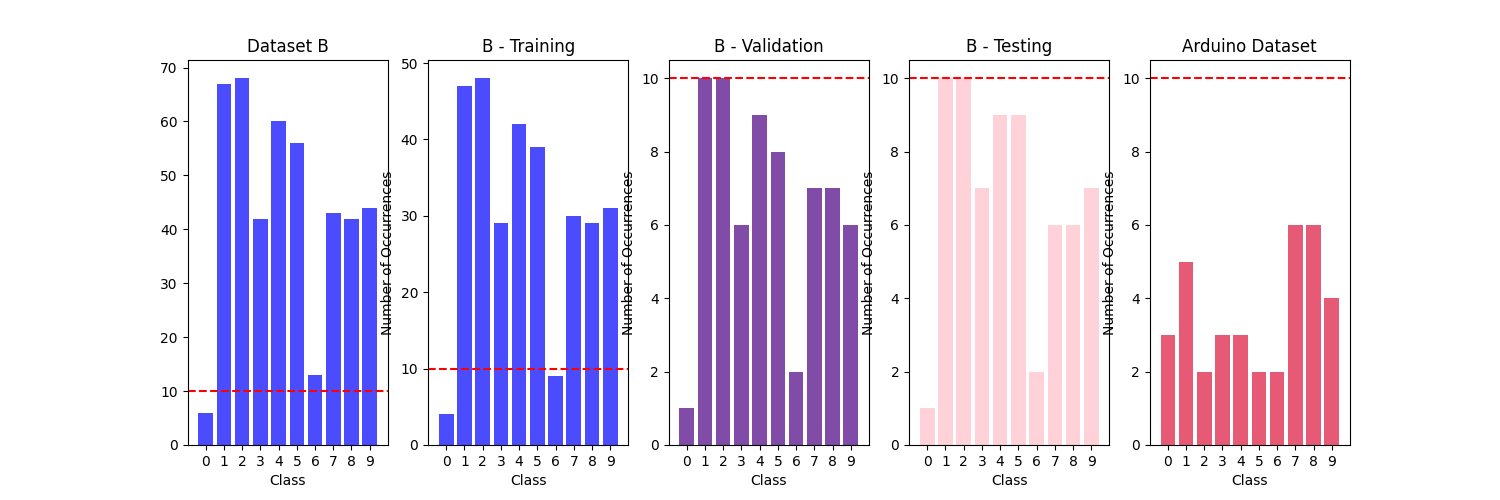 Dataset B
70
60
50
40
30
20
10
0
0 1 2 3 4 5 6 7 8 9
Class
B - Training
Number of Occurrences
50
40
30
20
10
0
0 1 2 3 4 5 6 7 8 9
Class
B - Validation
Number of Occurrences
10
8
6
4
2
0
0 1 2 3 4 5 6 7 8 9
Class
B - Testing
Number of Occurrences
10
8
6
4
2
0
0 1 2 3 4 5 6 7 8 9
Class
Arduino Dataset
Number of Occurrences
10
8
6
4
2
0
0 1 2 3 4 5 6 7 8 9
Class